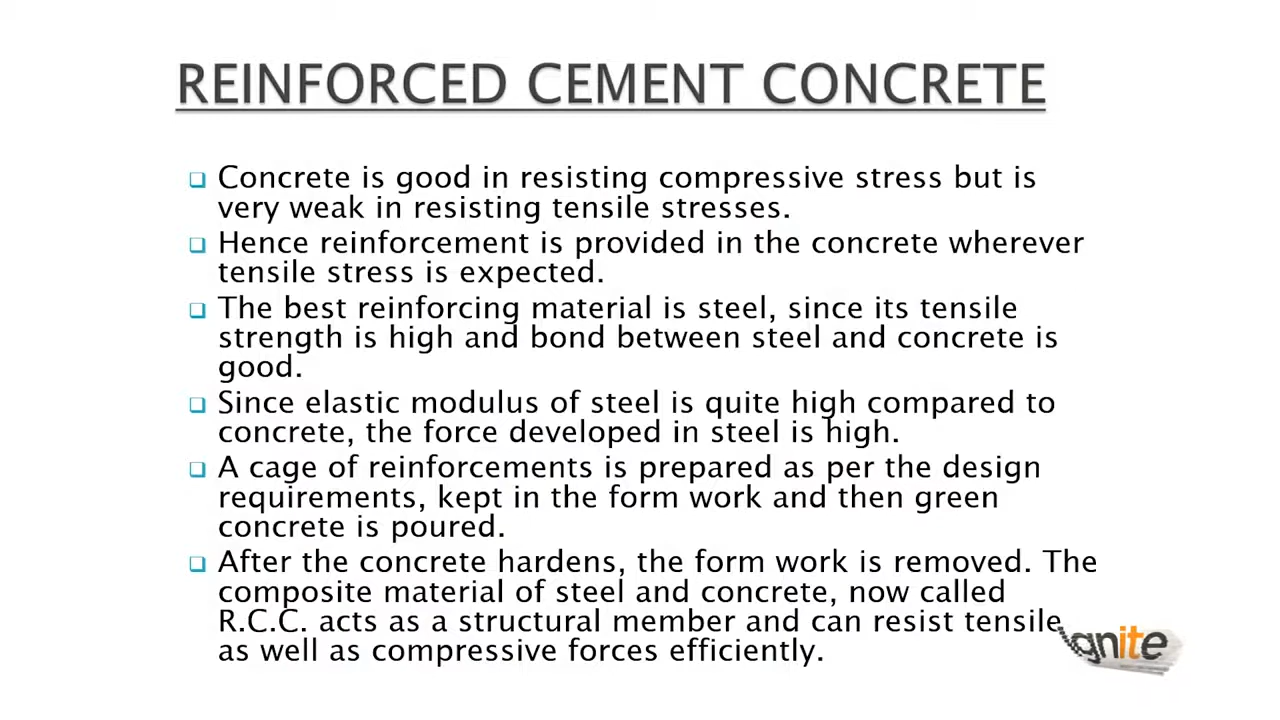 REINFORCED CEMENT CONCRETE
Concrete is good in resisting compressive stress but is
very weak in resisting tensile stresses.
Hence reinforcement is provided in the concrete wherever
tensile stress is expected.
The best reinforcing material is steel, since its tensile
strength is high and bond between steel and concrete is
good.
Since elastic modulus of steel is quite high compared to
concrete, the force developed in steel is high.
A cage of reinforcements is prepared as per the design
requirements, kept in the form work and then green
concrete is poured.
After the concrete hardens, the form work is removed. The
composite material of steel and concrete, now called
R.C.C. acts as a structural member and can resist tensile
as well as compressive forces efficiently.
ignite